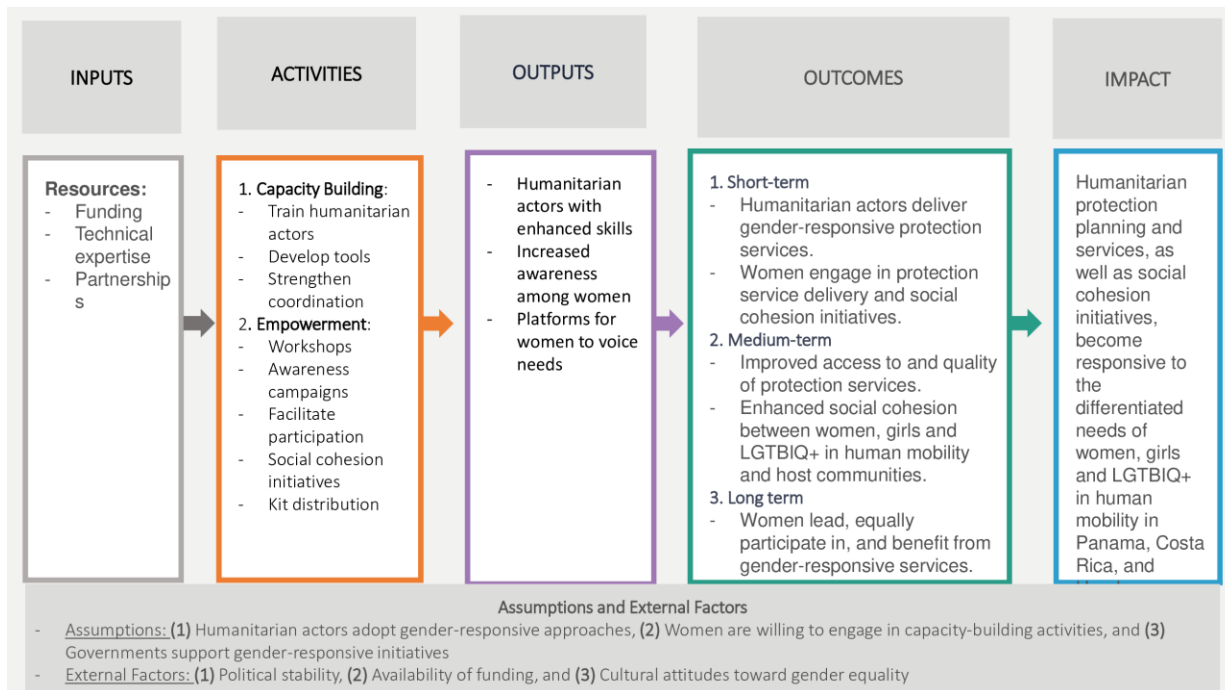 INPUTS
ACTIVITIES
OUTPUTS
OUTCOMES
IMPACT
Resources:
- Funding
- Technical
expertise
- Partnership
s
1. Capacity Building:
- Train humanitarian
actors
- Develop tools
- Strengthen
coordination
2. Empowerment:
- Workshops
- Awareness
campaigns
- Facilitate
participation
- Social cohesion
initiatives
- Kit distribution
- Humanitarian
actors with
enhanced skills
- Increased
awareness
among women
- Platforms for
women to voice
needs
1. Short-term
- Humanitarian actors deliver
gender-responsive protection
services.
- Women engage in protection
service delivery and social
cohesion initiatives.
2. Medium-term
- Improved access to and quality
of protection services.
- Enhanced social cohesion
between women, girls and
LGTBIQ+ in human mobility
and host communities.
3. Long term
- Women lead, equally
participate in, and benefit from
gender-responsive services.
Humanitarian
protection
planning and
services, as
well as social
cohesion
initiatives,
become
responsive to
the
differentiated
needs of
women, girls
and LGTBIQ+
in human
mobility in
Panama, Costa
Rica, and
Assumptions and External Factors
- Assumptions: (1) Humanitarian actors adopt gender-responsive approaches, (2) Women are willing to engage in capacity-building activities, and (3)
Governments support gender-responsive initiatives
- External Factors: (1) Political stability, (2) Availability of funding, and (3) Cultural attitudes toward gender equality